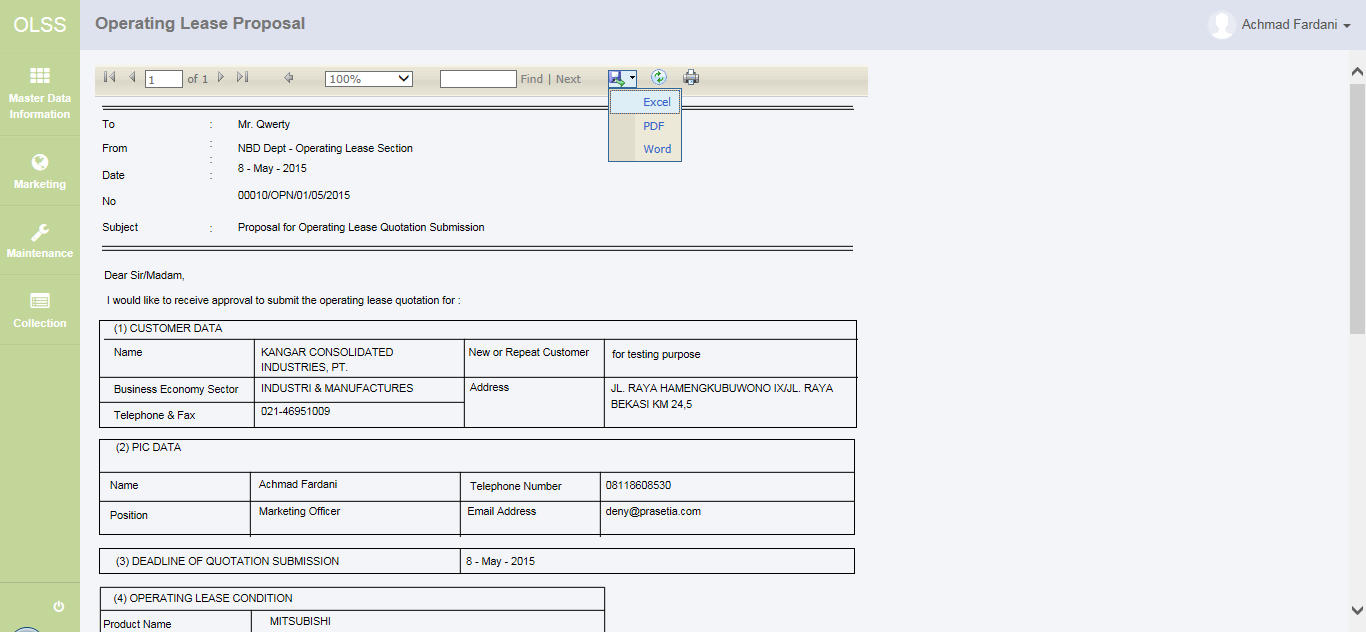 OLSS
Operating Lease Proposal
Achmad Fardani
Master Data
Information
Marketing
Maintenance
Collection
1 of 1
100%
Find | Next
Excel
PDF
Word
To : Mr. Qwerty
From : NBD Dept - Operating Lease Section
:
Date : 8 - May - 2015
No 00010/OPN/01/05/2015
Subject : Proposal for Operating Lease Quotation Submission
Dear Sir/Madam,
I would like to receive approval to submit the operating lease quotation for :
(1) CUSTOMER DATA
Name KANGAR CONSOLIDATED New or Repeat Customer for testing purpose
INDUSTRIES, PT.
Business Economy Sector INDUSTRI & MANUFACTURES Address JL. RAYA HAMENGKUBUWONO IX/JL. RAYA
BEKASI KM 24,5
Telephone & Fax 021-46951009
(2) PIC DATA
Name Achmad Fardani Telephone Number 08118608530
Position Marketing Officer Email Address deny@prasetia.com
(3) DEADLINE OF QUOTATION SUBMISSION 8 - May - 2015
(4) OPERATING LEASE CONDITION
Product Name MITSUBISHI